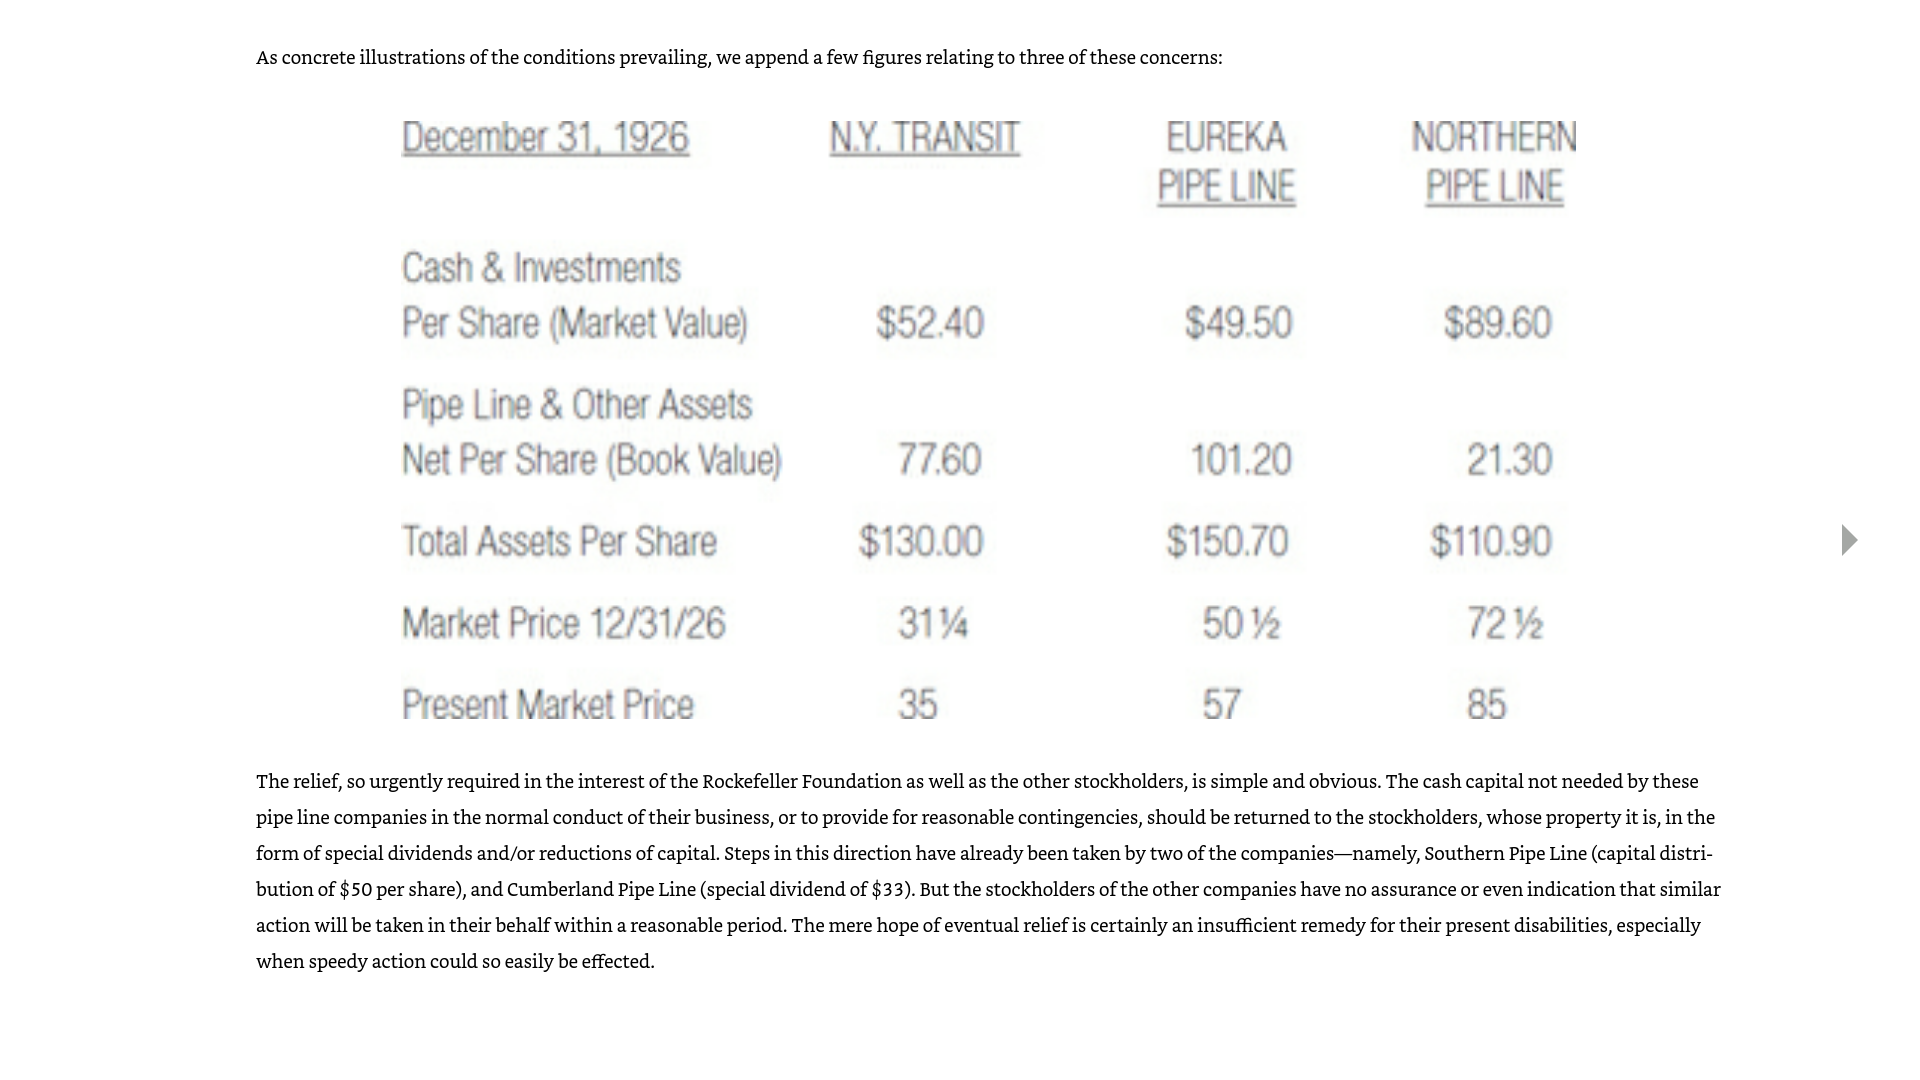 As concrete illustrations of the conditions prevailing, we append a few figures relating to three of these concerns:
December 31, 1926 N.Y. TRANSIT EUREKA NORTHERN
PIPE LINE PIPE LINE
Cash & Investments
Per Share (Market Value) $52.40 $49.50 $89.60
Pipe Line & Other Assets
Net Per Share (Book Value) 77.60 101.20 21.30
Total Assets Per Share $130.00 $150.70 $110.90
Market Price 12/31/26 31 ¼ 50 ½ 72 ½
Present Market Price 35 57 85
The relief, so urgently required in the interest of the Rockefeller Foundation as well as the other stockholders, is simple and obvious. The cash capital not needed by these
pipe line companies in the normal conduct of their business, or to provide for reasonable contingencies, should be returned to the stockholders, whose property it is, in the
form of special dividends and/or reductions of capital. Steps in this direction have already been taken by two of the companies—namely, Southern Pipe Line (capital distri-
bution of $50 per share), and Cumberland Pipe Line (special dividend of $33). But the stockholders of the other companies have no assurance or even indication that similar
action will be taken in their behalf within a reasonable period. The mere hope of eventual relief is certainly an insufficient remedy for their present disabilities, especially
when speedy action could so easily be effected.